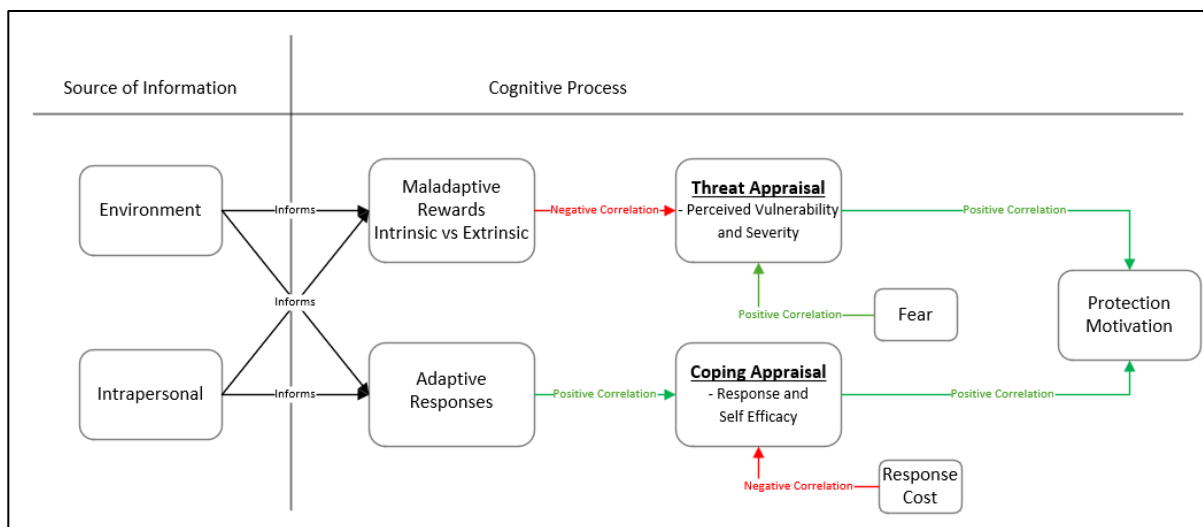 Source of Information
Cognitive Process
Environment
Informs
Maladaptive
Rewards
Intrinsic vs Extrinsic
Negative Correlation
Threat Appraisal
- Perceived Vulnerability
and Severity
Positive Correlation
Informs
Positive Correlation
Fear
Protection
Motivation
Intrapersonal
Informs
Adaptive
Responses
Positive Correlation
Coping Appraisal
- Response and
Self Efficacy
Positive Correlation
Negative Correlation
Response
Cost